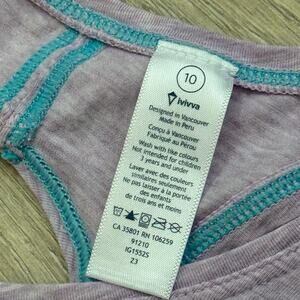 10
ivivva
Designed in Vancouver
Made in Peru
Conçu à Vancouver
Fabriqué au Pérou
Wash with like colours
Not intended for children
3 years and under
Laver avec des couleurs
similaires seulement
Ne pas laisser à la portée
des enfants
de trois ans et moins
CA 35801 RN 106259
91210
IG1552S
23